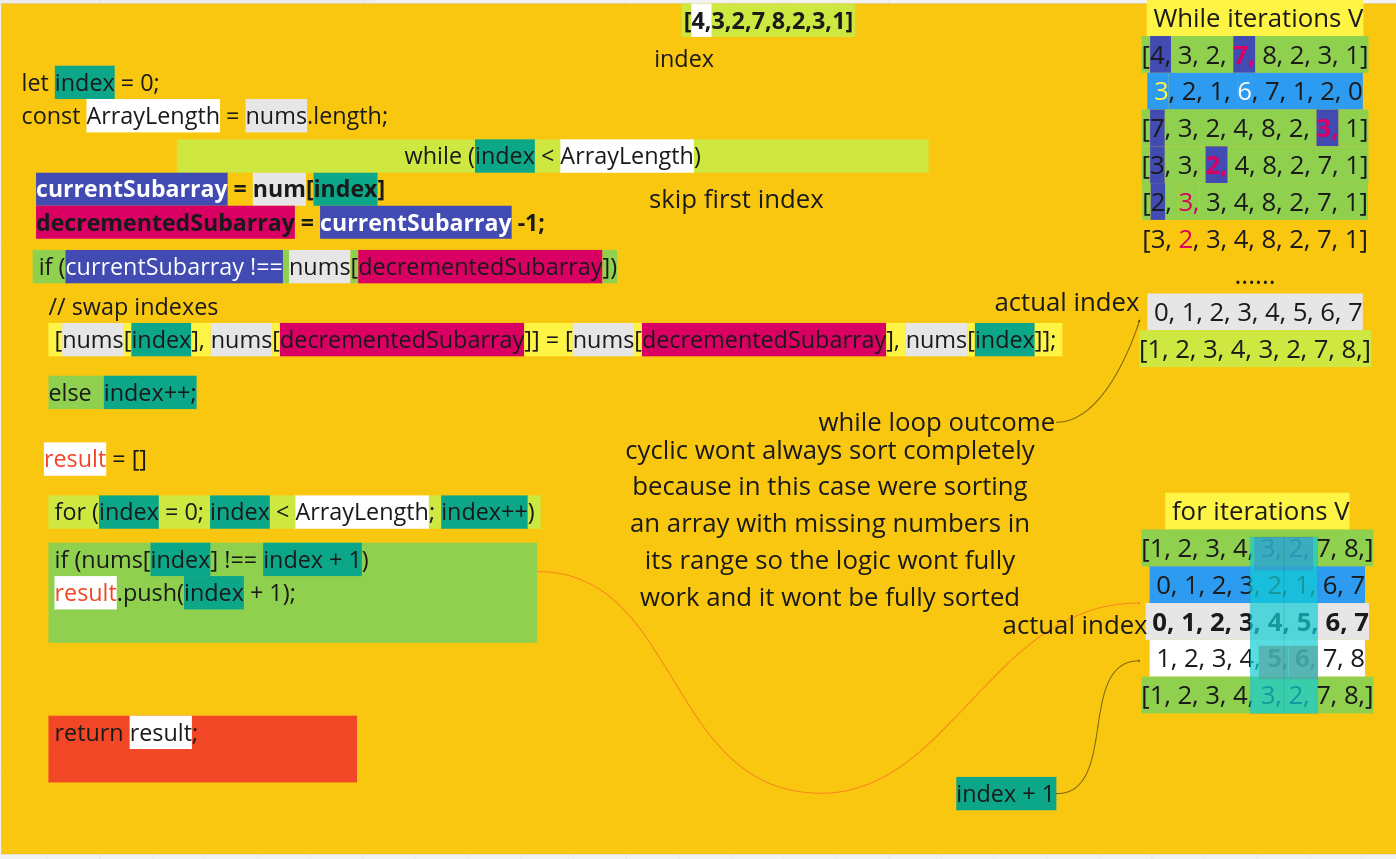 [4,3,2,7,8,2,3,1]
index
let index = 0;
const ArrayLength = nums.length;
while (index < ArrayLength)
currentSubarray = num[index]
skip first index
decrementedSubarray = currentSubarray -1;
if (currentSubarray !== nums[decrementedSubarray])
// swap indexes
[nums[index], nums[decrementedSubarray]] = [nums[decrementedSubarray], nums[index]];
else index++;
result = []
for (index = 0; index < ArrayLength; index++)
if (nums[index] !== index + 1)
result.push(index + 1);
return result;
While iterations V
[4, 3, 2, 7, 8, 2, 3, 1]
3, 2, 1, 6, 7, 1, 2, 0
[7, 3, 2, 4, 8, 2, 3, 1]
[3, 3, 2, 4, 8, 2, 7, 1]
[2, 3, 3, 4, 8, 2, 7, 1]
[3, 2, 3, 4, 8, 2, 7, 1]
......
actual index
0, 1, 2, 3, 4, 5, 6, 7
[1, 2, 3, 4, 3, 2, 7, 8,]
while loop outcome
cyclic wont always sort completely
because in this case were sorting
an array with missing numbers in
its range so the logic wont fully
work and it wont be fully sorted
for iterations V
[1, 2, 3, 4, 3, 2, 7, 8,]
0, 1, 2, 3, 2, 1, 6, 7
actual index
0, 1, 2, 3, 4, 5, 6, 7
1, 2, 3, 4, 5, 6, 7, 8
[1, 2, 3, 4, 3, 2, 7, 8,]
index + 1